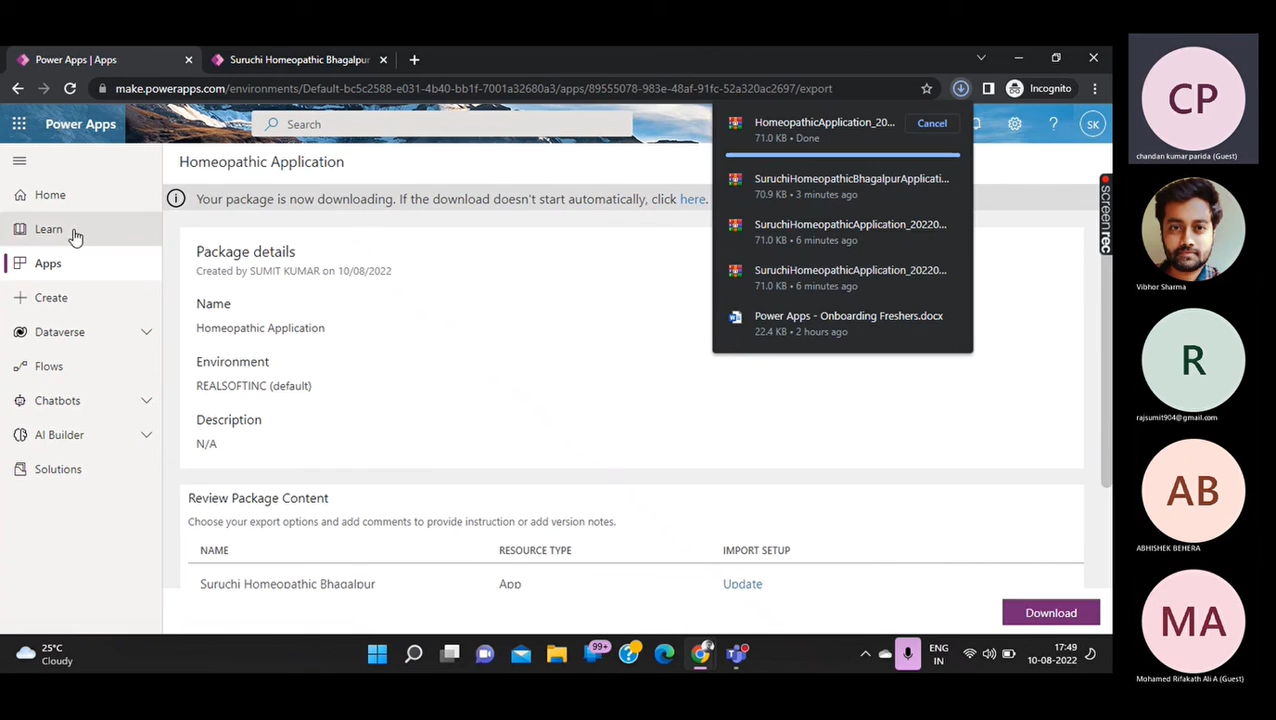 Power Apps | Apps
Suruchi Homeopathic Bhagalpur
make.powerapps.com/environments/Default-bc5c2588-e031-4b40-bb1f-7001a32680a3/apps/89555078-983e-48af-91fc-52a320ac2697/export
Incognito
Power Apps
Search
SK
HomeopathicApplication_20...
71.0 KB • Done
Cancel
SuruchiHomeopathicBhagalpurApplicati...
70.9 KB • 3 minutes ago
SuruchiHomeopathicApplication_20220...
71.0 KB • 6 minutes ago
SuruchiHomeopathicApplication_20220...
71.0 KB • 6 minutes ago
Power Apps - Onboarding Freshers.docx
22.4 KB • 2 hours ago
Home
Learn
Apps
Create
Dataverse
Flows
Chatbots
AI Builder
Solutions
Homeopathic Application
Your package is now downloading. If the download doesn't start automatically, click here.
Package details
Created by SUMIT KUMAR on 10/08/2022
Name
Homeopathic Application
Environment
REALSOFTINC (default)
Description
N/A
Review Package Content
Choose your export options and add comments to provide instruction or add version notes.
NAME RESOURCE TYPE IMPORT SETUP
Suruchi Homeopathic Bhagalpur App Update
Download
screenrec
25°C
Cloudy
99+
ENG
IN
17:49
10-08-2022
CP
chandan kumar parida (Guest)
Vibhor Sharma
R
rajsumit904@gmail.com
AB
ABHISHEK BEHERA
MA
Mohamed Rifakath Ali A (Guest)